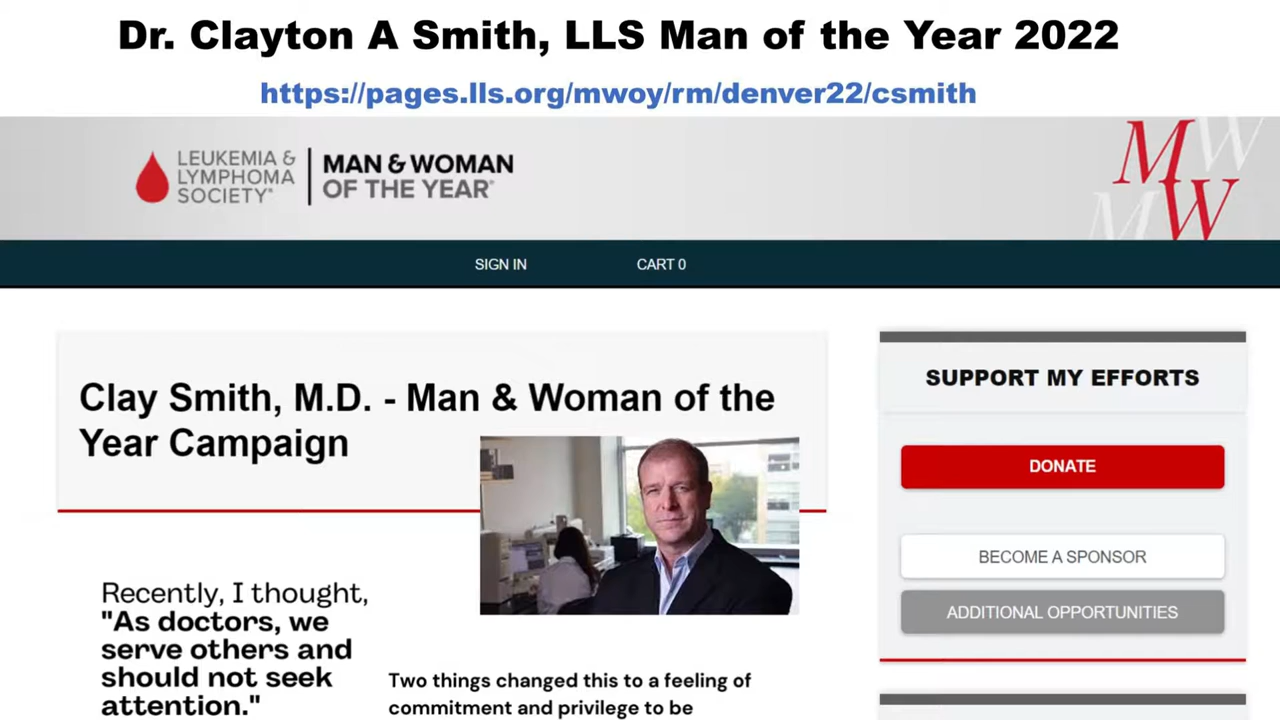 Dr. Clayton A Smith, LLS Man of the Year 2022
https://pages.lls.org/mwoy/rm/denver22/csmith
LEUKEMIA &
LYMPHOMA
SOCIETY®
MAN & WOMAN
OF THE YEAR®
MW
MW
SIGN IN
CART 0
Clay Smith, M.D. - Man & Woman of the
Year Campaign
Recently, I thought,
"As doctors, we
serve others and
should not seek
attention."
Two things changed this to a feeling of
commitment and privilege to be
SUPPORT MY EFFORTS
DONATE
BECOME A SPONSOR
ADDITIONAL OPPORTUNITIES